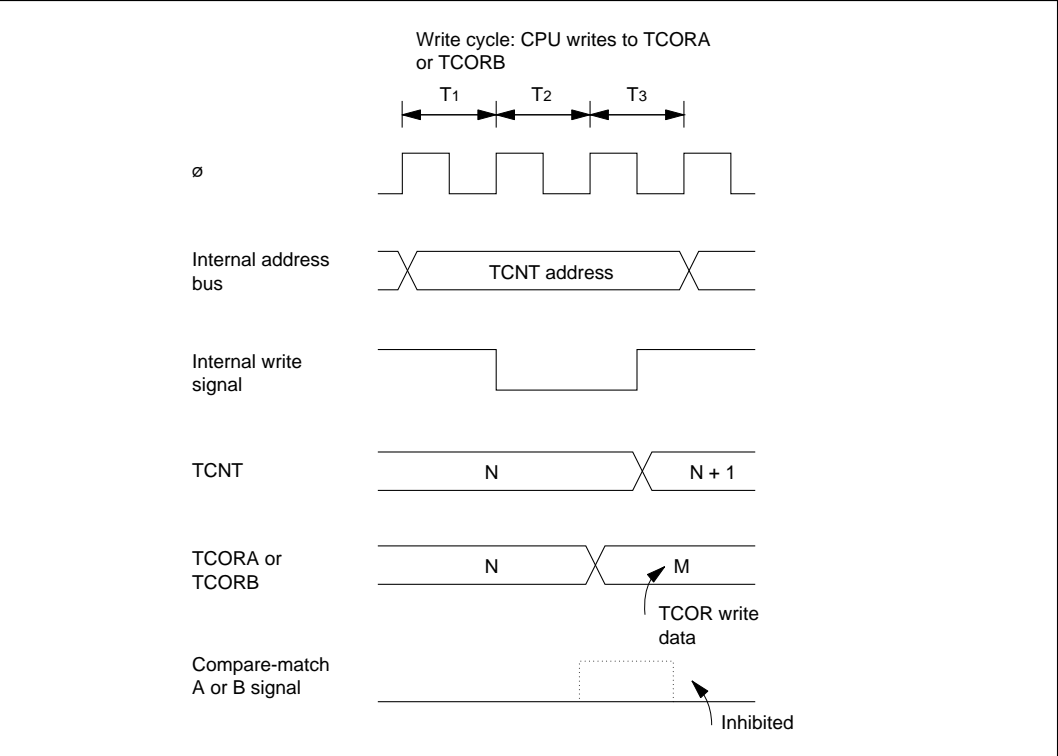 Write cycle: CPU writes to TCORA
or TCORB
T1
T2
T3
ø
Internal address
bus
TCNT address
Internal write
signal
TCNT
N
N + 1
TCORA or
TCORB
N
M
TCOR write
data
Compare-match
A or B signal
Inhibited